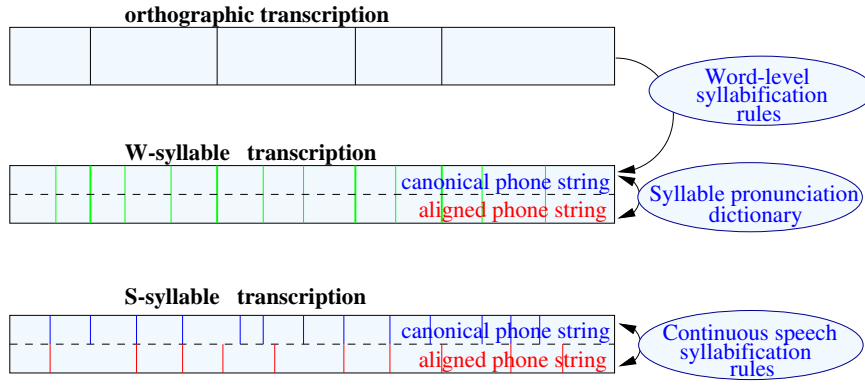 orthographic transcription
Word-level
syllabification
rules
W-syllable transcription
canonical phone string
aligned phone string
Syllable pronunciation
dictionary
S-syllable transcription
canonical phone string
aligned phone string
Continuous speech
syllabification
rules